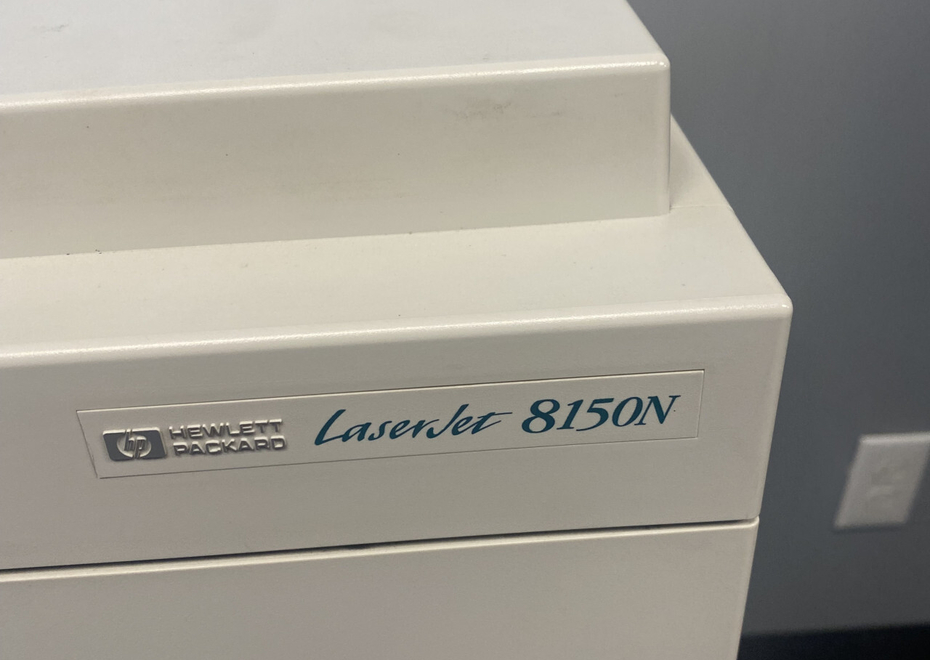 hp HEWLETT
PACKARD
LaserJet 8150N